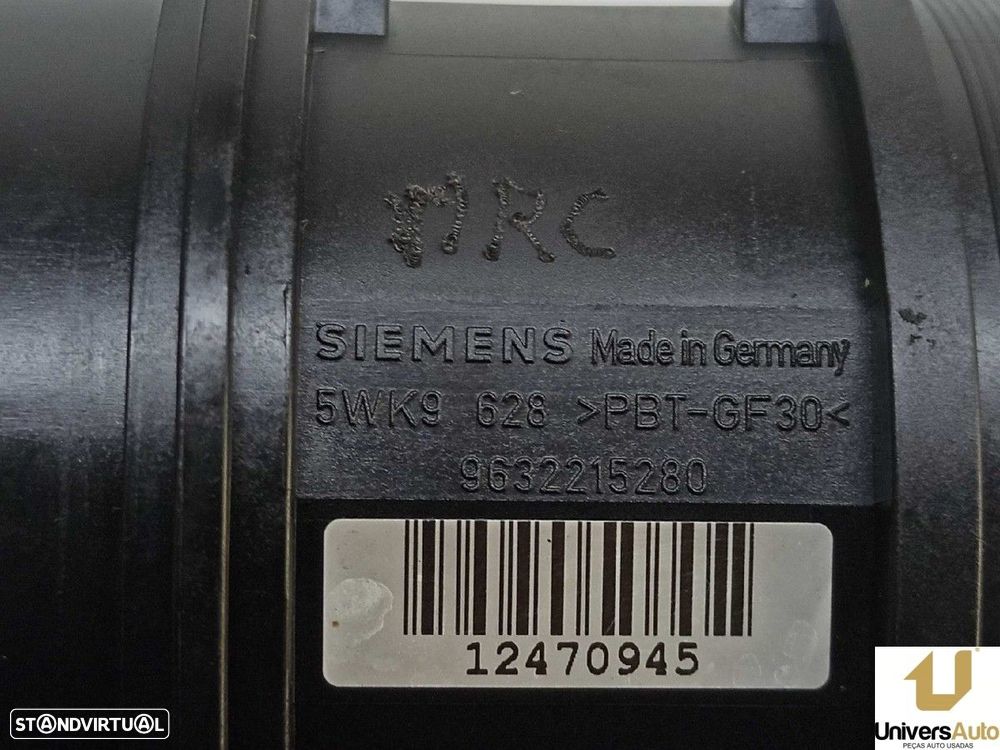 MRC
SIEMENS Made in Germany
5WK9 628 >PBT-GF30<
9632215280
12470945
STANDVIRTUAL
UniversAuto
PEÇAS AUTO USADAS